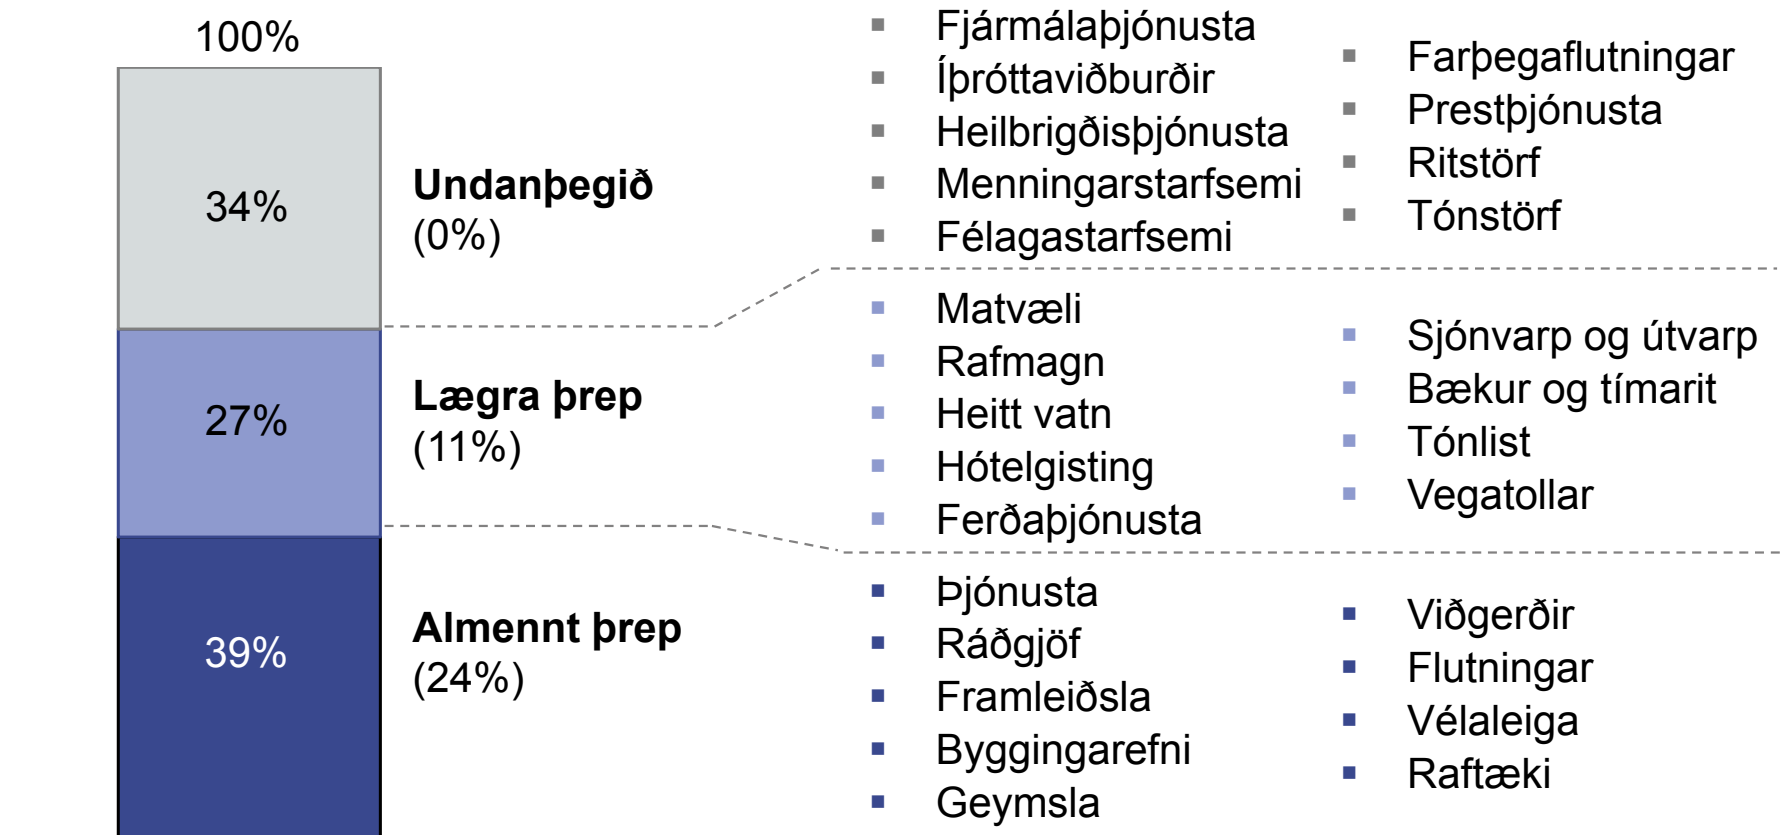 100%
34%
Undanþegið
(0%)
Fjármálaþjónusta
Íþróttaviðburðir
Heilbrigðisþjónusta
Menningarstarfsemi
Félagastarfsemi
Farþegaflutningar
Prestþjónusta
Ritstörf
Tónstörf
27%
Lægra þrep
(11%)
Matvæli
Rafmagn
Heitt vatn
Hótelgisting
Ferðaþjónusta
Sjónvarp og útvarp
Bækur og tímarit
Tónlist
Vegatollar
39%
Almennt þrep
(24%)
Þjónusta
Ráðgjöf
Framleiðsla
Byggingarefni
Geymsla
Viðgerðir
Flutningar
Vélaleiga
Raftæki